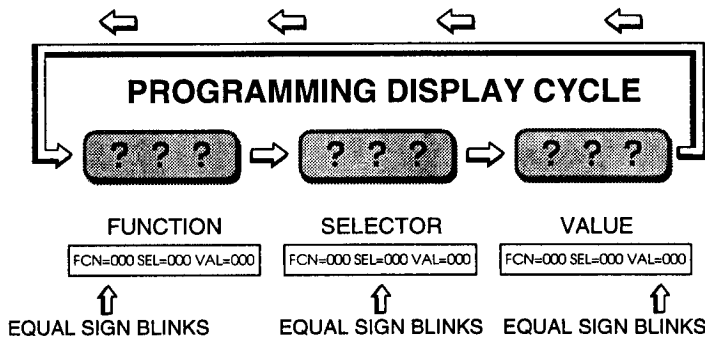 PROGRAMMING DISPLAY CYCLE
? ? ? ? ? ? ? ? ?
FUNCTION SELECTOR VALUE
FCN=000 SEL=000 VAL=000 FCN=000 SEL=000 VAL=000 FCN=000 SEL=000 VAL=000
EQUAL SIGN BLINKS EQUAL SIGN BLINKS EQUAL SIGN BLINKS